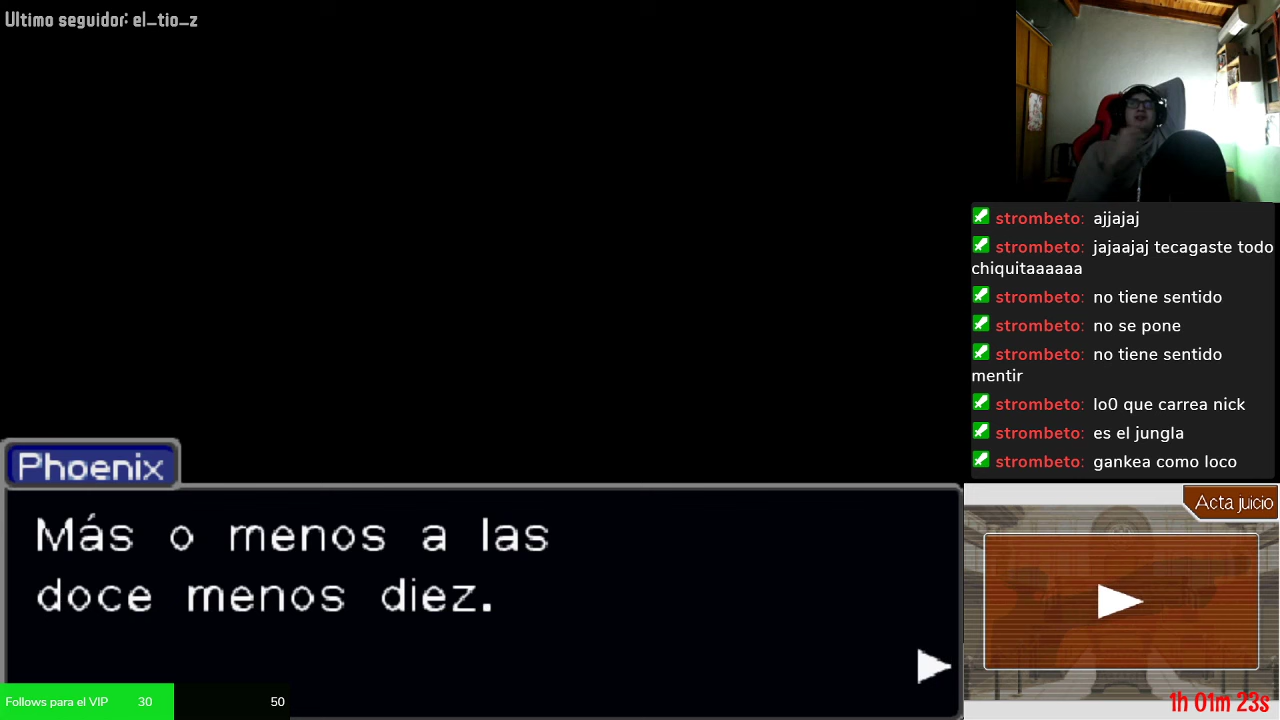 Ultimo seguidor: el_tio_z
strombeto: ajjajaj
strombeto: jajaajaj tecagaste todo
chiquitaaaaaa
strombeto: no tiene sentido
strombeto: no se pone
strombeto: no tiene sentido
mentir
strombeto: lo0 que carrea nick
strombeto: es el jungla
strombeto: gankea como loco
Phoenix
Más o menos a las
doce menos diez.
Acta juicio
Follows para el VIP 30 50
1h 01m 23s